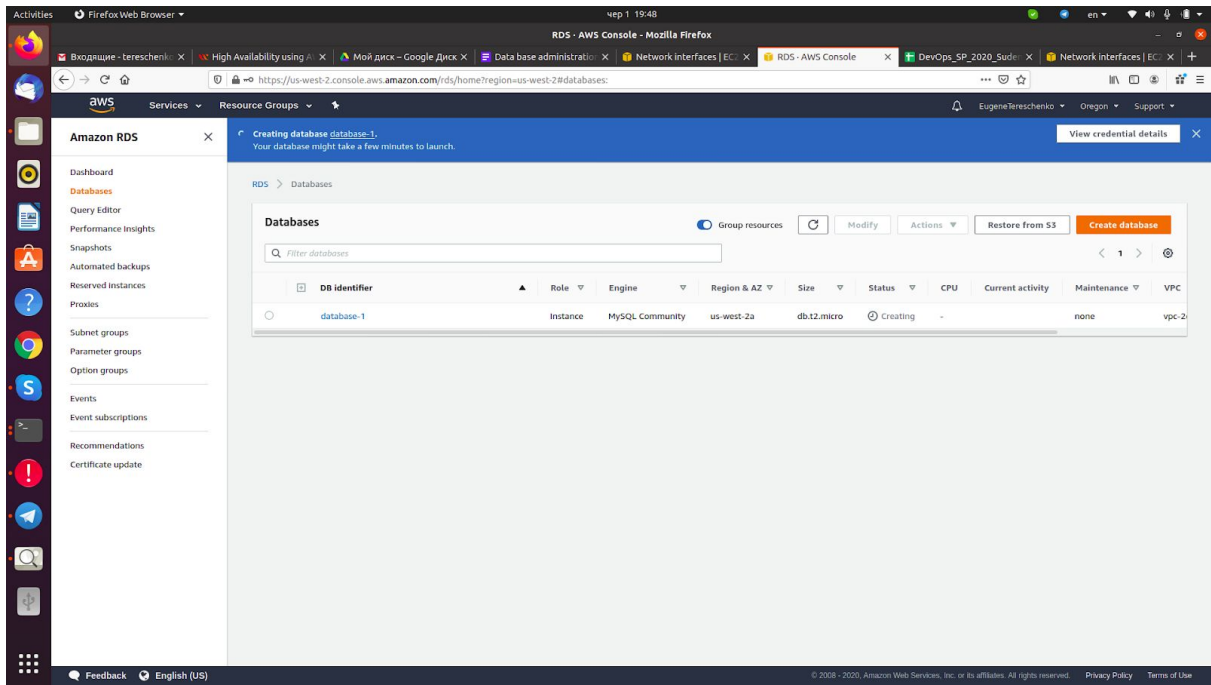 Activities Firefox Web Browser чер 1 19:48 en
RDS · AWS Console - Mozilla Firefox
Входящие - tereschenk High Availability using A Мой диск – Google Диск Data base administratio Network interfaces | EC2 RDS · AWS Console DevOps_SP_2020_Sude Network interfaces | EC2
https://us-west-2.console.aws.amazon.com/rds/home?region=us-west-2#databases:
aws Services Resource Groups EugeneTereschenko Oregon Support
Amazon RDS
Creating database database-1.
Your database might take a few minutes to launch.
View credential details
Dashboard
Databases
Query Editor
Performance Insights
Snapshots
Automated backups
Reserved instances
Proxies
Subnet groups
Parameter groups
Option groups
Events
Event subscriptions
Recommendations
Certificate update
RDS > Databases
Databases Group resources Modify Actions Restore from S3 Create database
Filter databases 1
DB identifier Role Engine Region & AZ Size Status CPU Current activity Maintenance VPC
database-1 Instance MySQL Community us-west-2a db.t2.micro Creating - none vpc-2
Feedback English (US) © 2008 - 2020, Amazon Web Services, Inc. or its affiliates. All rights reserved. Privacy Policy Terms of Use